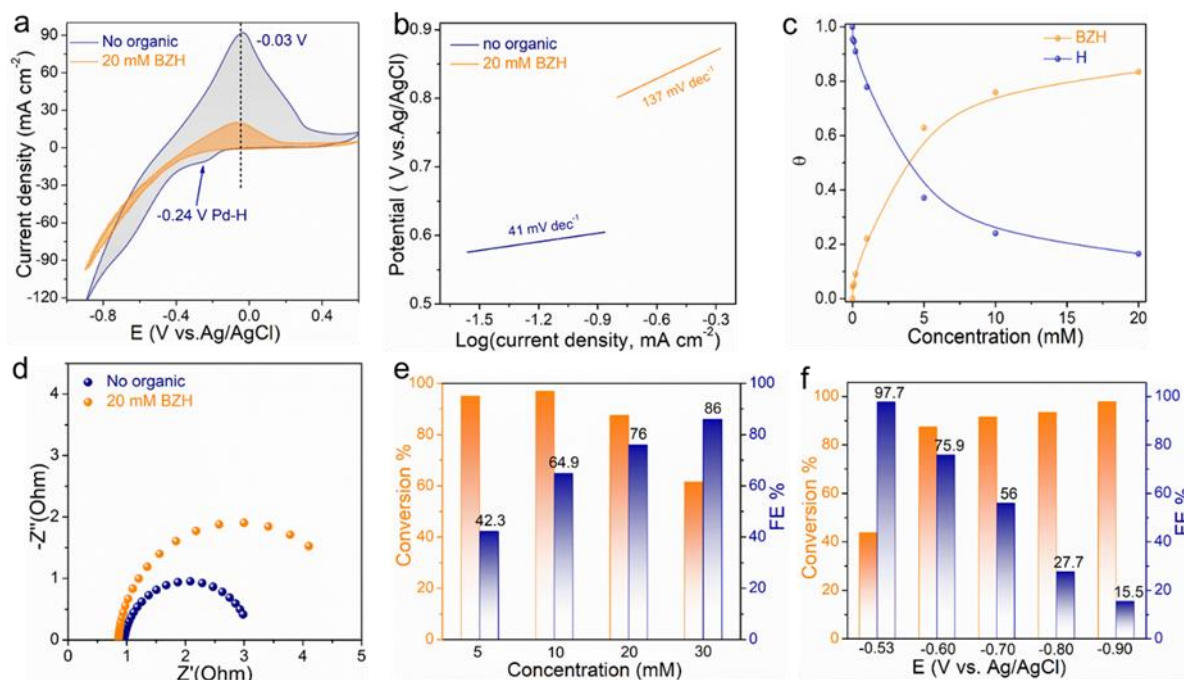 a
No organic
20 mM BZH
-0.03 V
-0.24 V Pd-H
Current density (mA cm⁻²)
90
60
30
0
-30
-60
-90
-120
-0.8
-0.4
0.0
0.4
E (V vs.Ag/AgCl)
b
no organic
20 mM BZH
137 mV dec⁻¹
41 mV dec⁻¹
Potential ( V vs.Ag/AgCl)
0.9
0.8
0.7
0.6
0.5
-1.5
-1.2
-0.9
-0.6
-0.3
Log(current density, mA cm⁻²)
c
BZH
H
θ
1.0
0.8
0.6
0.4
0.2
0.0
0
5
10
15
20
Concentration (mM)
d
No organic
20 mM BZH
-Z''(Ohm)
4
3
2
1
0
0
1
2
3
4
5
Z'(Ohm)
e
Conversion %
100
80
60
40
20
0
42.3
64.9
76
86
100
80
60
40
20
0
FE %
5
10
20
30
Concentration (mM)
f
Conversion %
100
80
60
40
20
0
97.7
75.9
56
27.7
15.5
100
80
60
40
20
0
FE %
-0.53
-0.60
-0.70
-0.80
-0.90
E (V vs. Ag/AgCl)